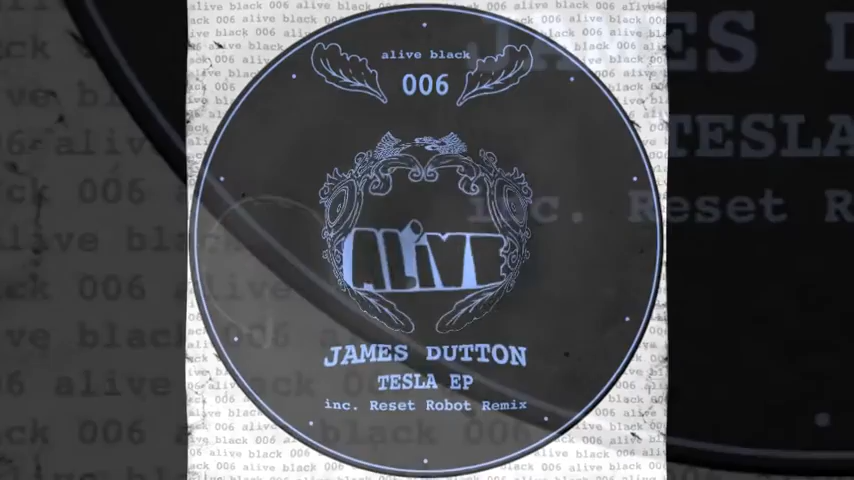 alive black
006
ALiVE
JAMES DUTTON
TESLA EP
inc. Reset Robot Remix